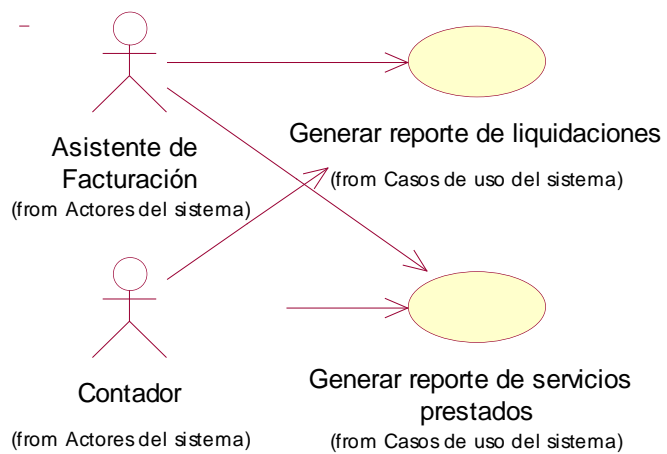 Asistente de
Facturación
(from Actores del sistema)
Generar reporte de liquidaciones
(from Casos de uso del sistema)
Contador
(from Actores del sistema)
Generar reporte de servicios
prestados
(from Casos de uso del sistema)